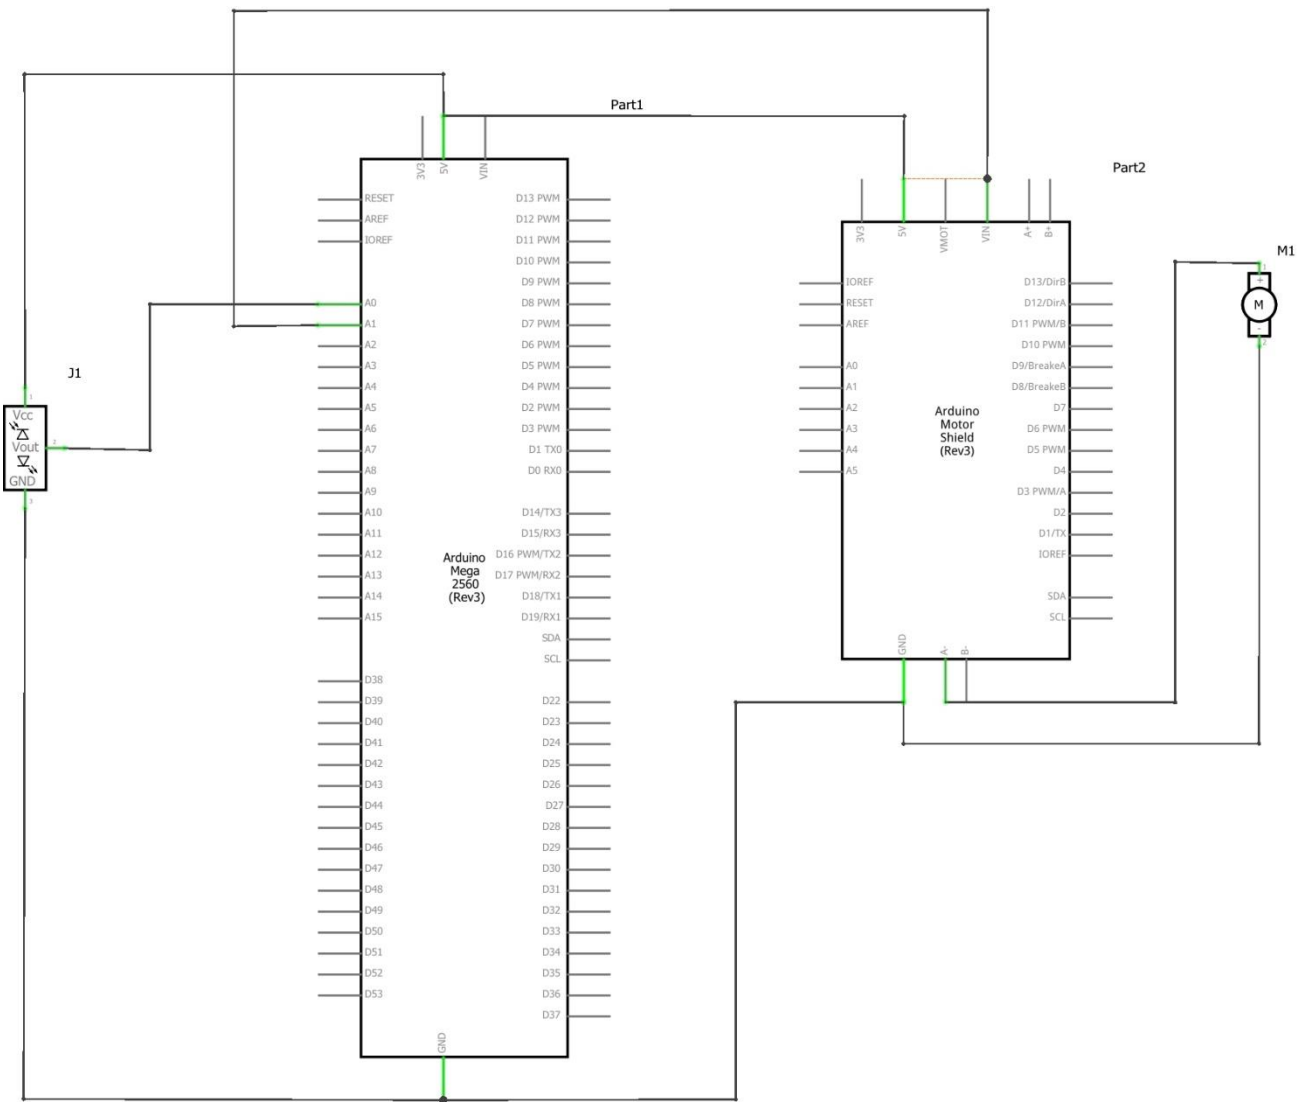 Part1
Part2
M1
J1
3V3
5V
VIN
RESET
AREF
IOREF
A0
A1
A2
A3
A4
A5
A6
A7
A8
A9
A10
A11
A12
A13
A14
A15
D38
D39
D40
D41
D42
D43
D44
D45
D46
D47
D48
D49
D50
D51
D52
D53
D13 PWM
D12 PWM
D11 PWM
D10 PWM
D9 PWM
D8 PWM
D7 PWM
D6 PWM
D5 PWM
D4 PWM
D2 PWM
D3 PWM
D1 TX0
D0 RX0
D14/TX3
D15/RX3
D16 PWM/TX2
D17 PWM/RX2
D18/TX1
D19/RX1
SDA
SCL
D22
D23
D24
D25
D26
D27
D28
D29
D30
D31
D32
D33
D34
D35
D36
D37
GND
Arduino
Mega
2560
(Rev3)
1
Vcc
Vout
2
GND
3
3V3
5V
VMOT
VIN
A+
B+
IOREF
RESET
AREF
A0
A1
A2
A3
A4
A5
Arduino
Motor
Shield
(Rev3)
D13/DirB
D12/DirA
D11 PWM/B
D10 PWM
D9/BreakeA
D8/BreakeB
D7
D6 PWM
D5 PWM
D4
D3 PWM/A
D2
D1/TX
IOREF
SDA
SCL
GND
A-
B-
1
+
M
-
2